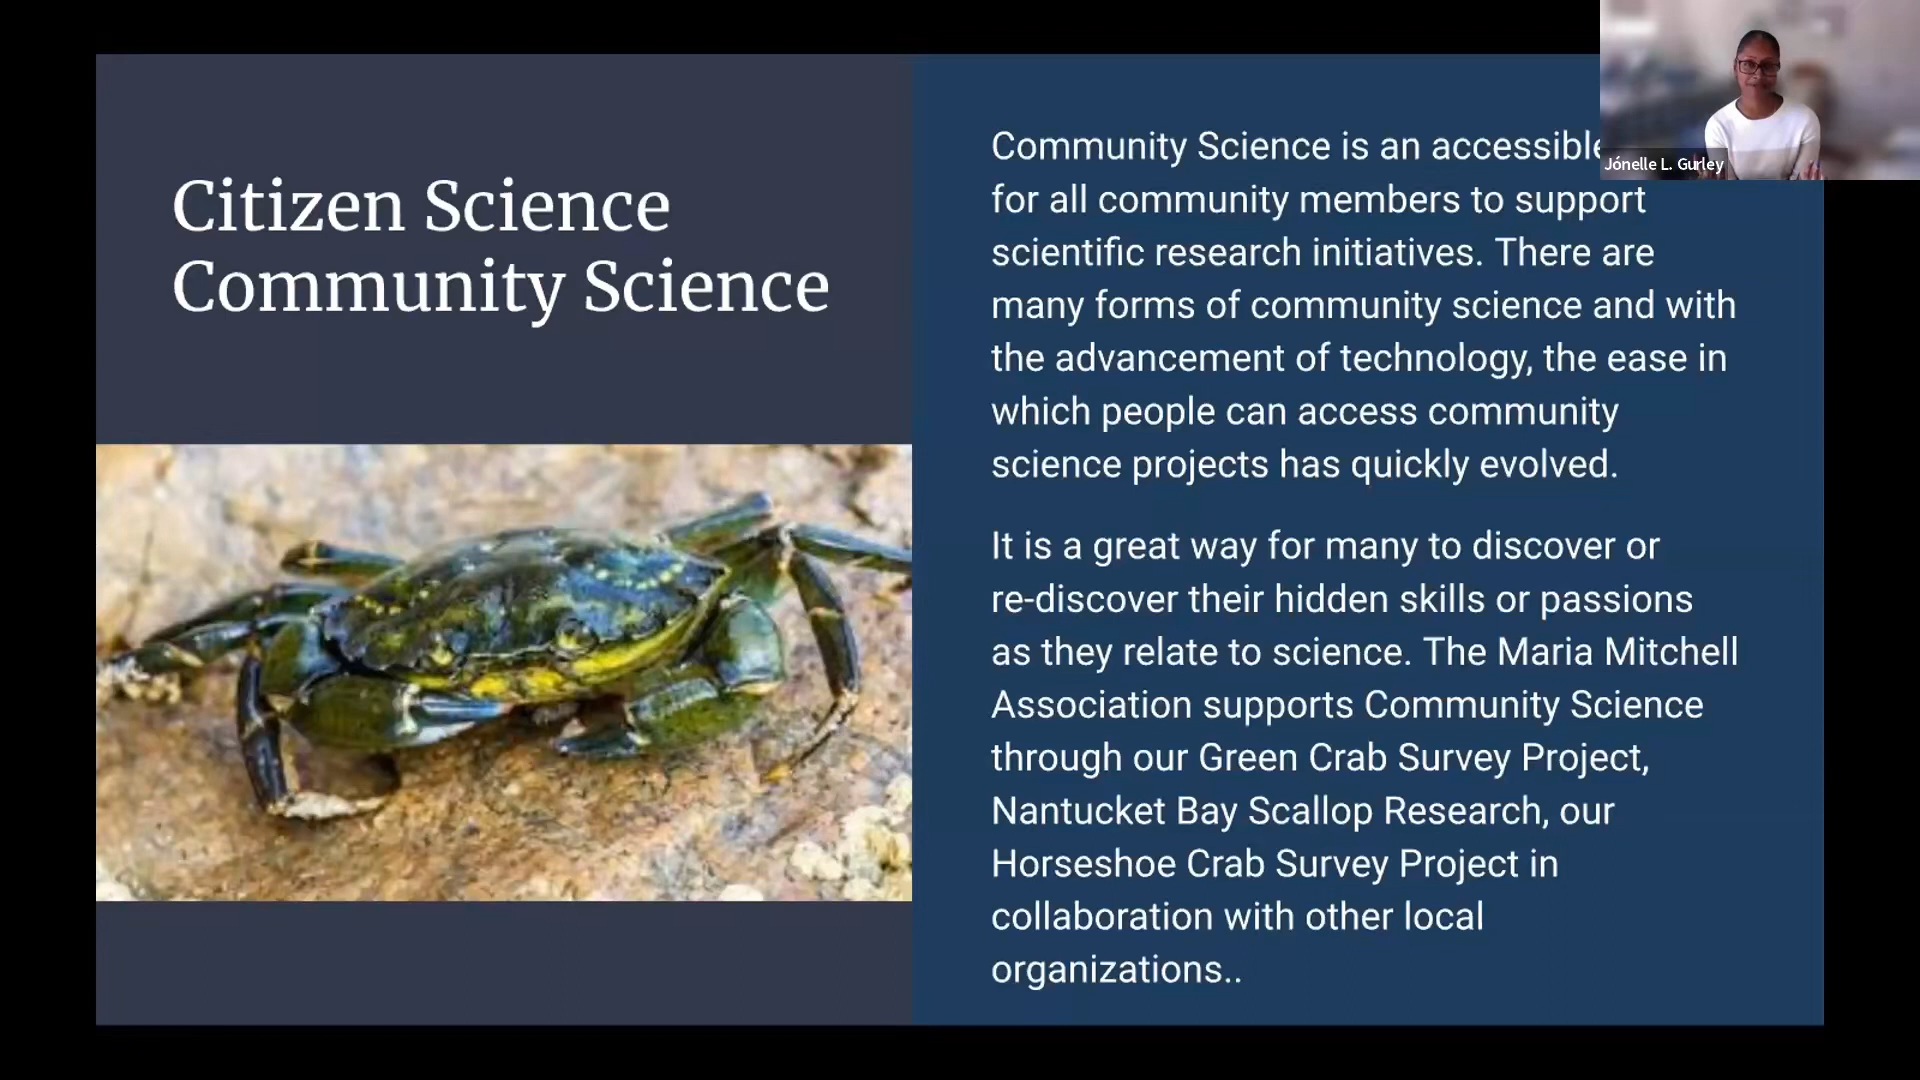 Citizen Science
Community Science
Community Science is an accessible
for all community members to support
scientific research initiatives. There are
many forms of community science and with
the advancement of technology, the ease in
which people can access community
science projects has quickly evolved.
It is a great way for many to discover or
re-discover their hidden skills or passions
as they relate to science. The Maria Mitchell
Association supports Community Science
through our Green Crab Survey Project,
Nantucket Bay Scallop Research, our
Horseshoe Crab Survey Project in
collaboration with other local
organizations..
Jónelle L. Gurley